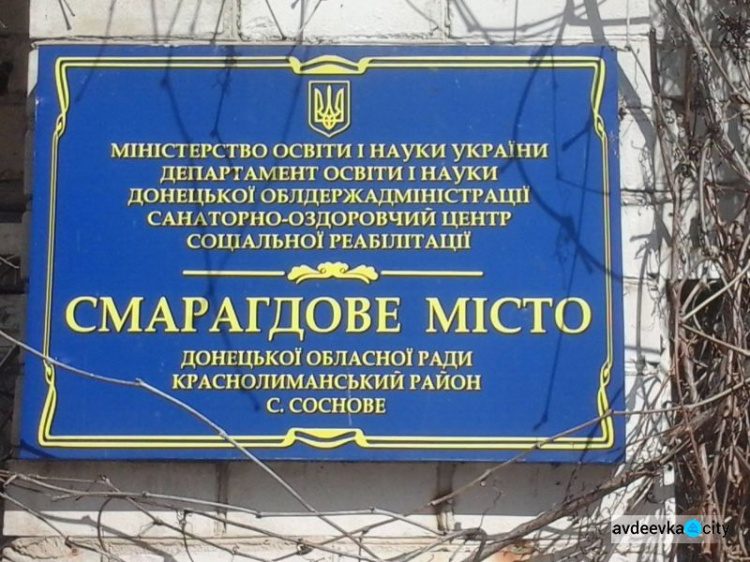 МІНІСТЕРСТВО ОСВІТИ І НАУКИ УКРАЇНИ
ДЕПАРТАМЕНТ ОСВІТИ І НАУКИ
ДОНЕЦЬКОЇ ОБЛДЕРЖАДМІНІСТРАЦІЇ
САНАТОРНО-ОЗДОРОВЧИЙ ЦЕНТР
СОЦІАЛЬНОЇ РЕАБІЛІТАЦІЇ
СМАРАГДОВЕ МІСТО
ДОНЕЦЬКОЇ ОБЛАСНОЇ РАДИ
КРАСНОЛИМАНСЬКИЙ РАЙОН
С. СОСНОВЕ
avdeevka.city